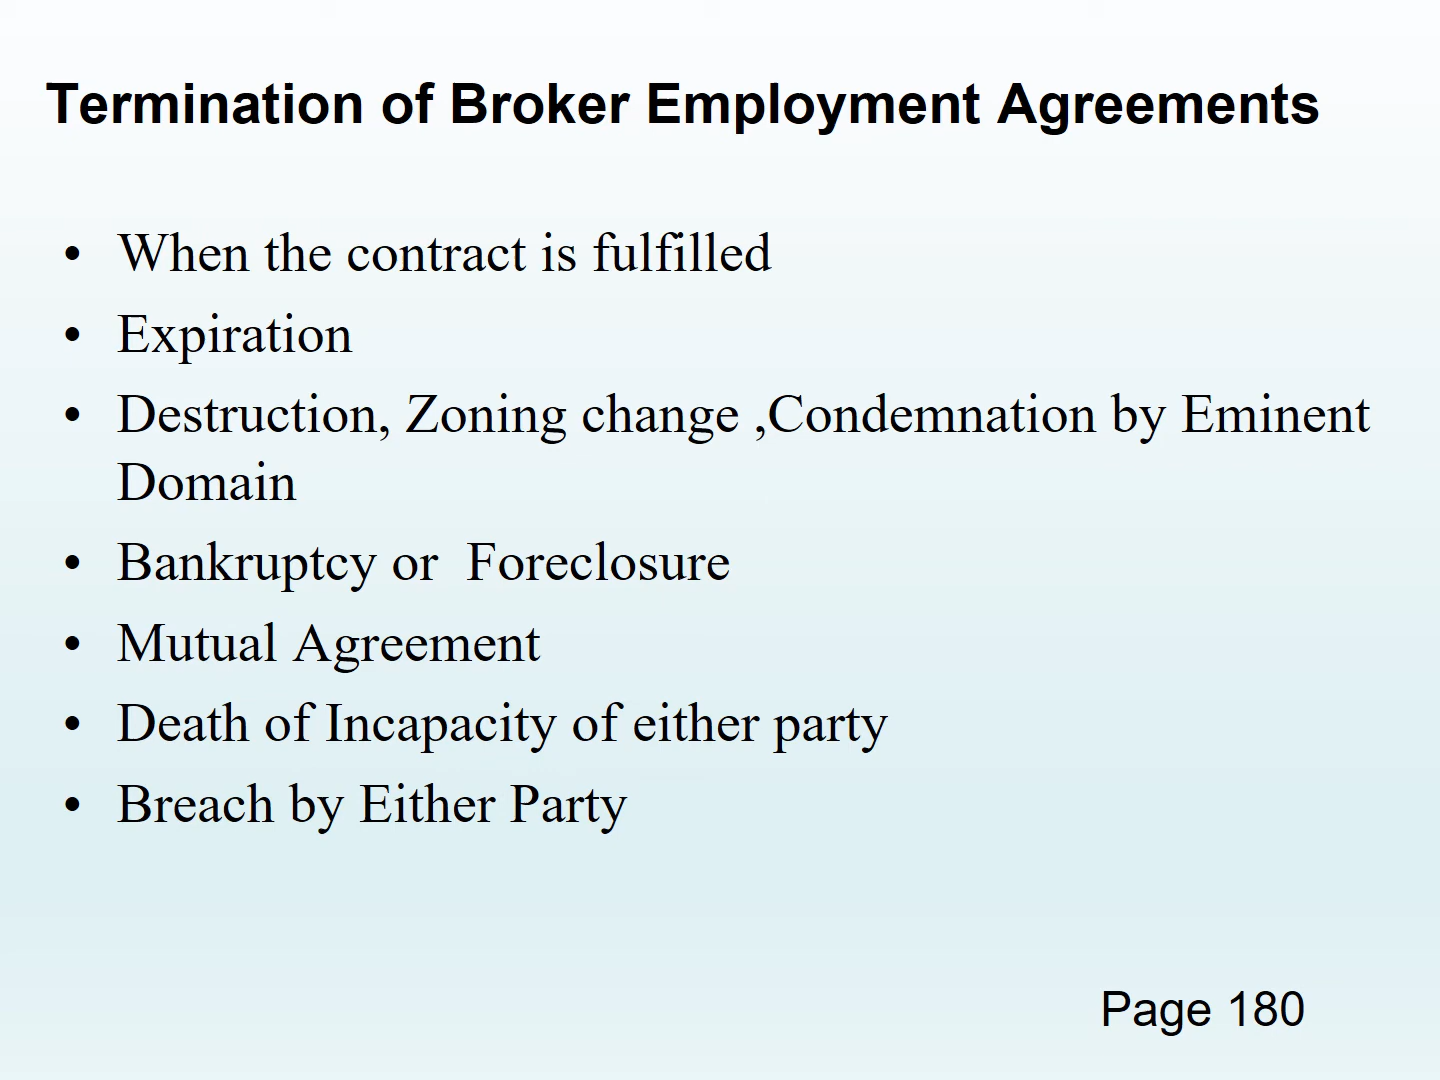 Termination of Broker Employment Agreements
• When the contract is fulfilled
• Expiration
• Destruction, Zoning change ,Condemnation by Eminent
Domain
• Bankruptcy or  Foreclosure
• Mutual Agreement
• Death of Incapacity of either party
• Breach by Either Party
Page 180